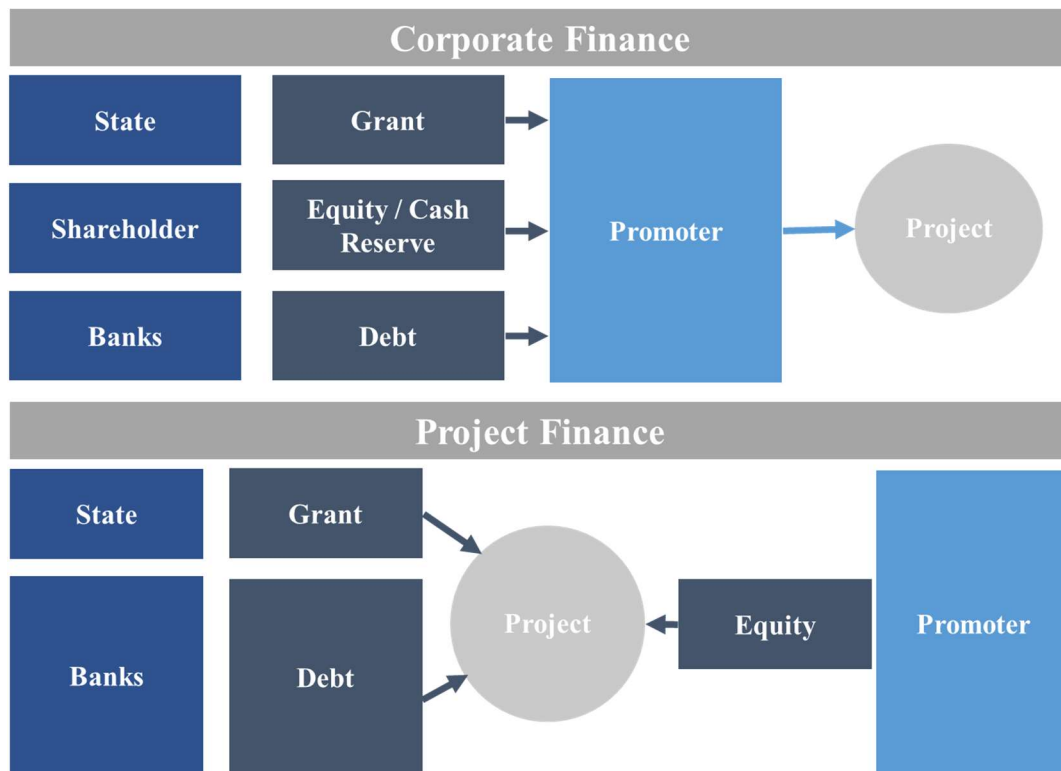 Corporate Finance
State
Grant
Shareholder
Equity / Cash
Reserve
Promoter
Project
Banks
Debt
Project Finance
State
Grant
Banks
Debt
Project
Equity
Promoter